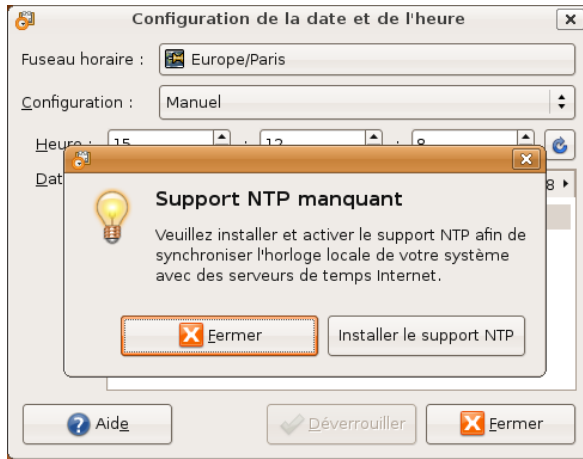 Configuration de la date et de l'heure
Fuseau horaire : Europe/Paris
Configuration : Manuel
Heure : 15 : 12 : 8
Dat 8
Support NTP manquant
Veuillez installer et activer le support NTP afin de
synchroniser l'horloge locale de votre système
avec des serveurs de temps Internet.
Fermer Installer le support NTP
Aide Déverrouiller Fermer